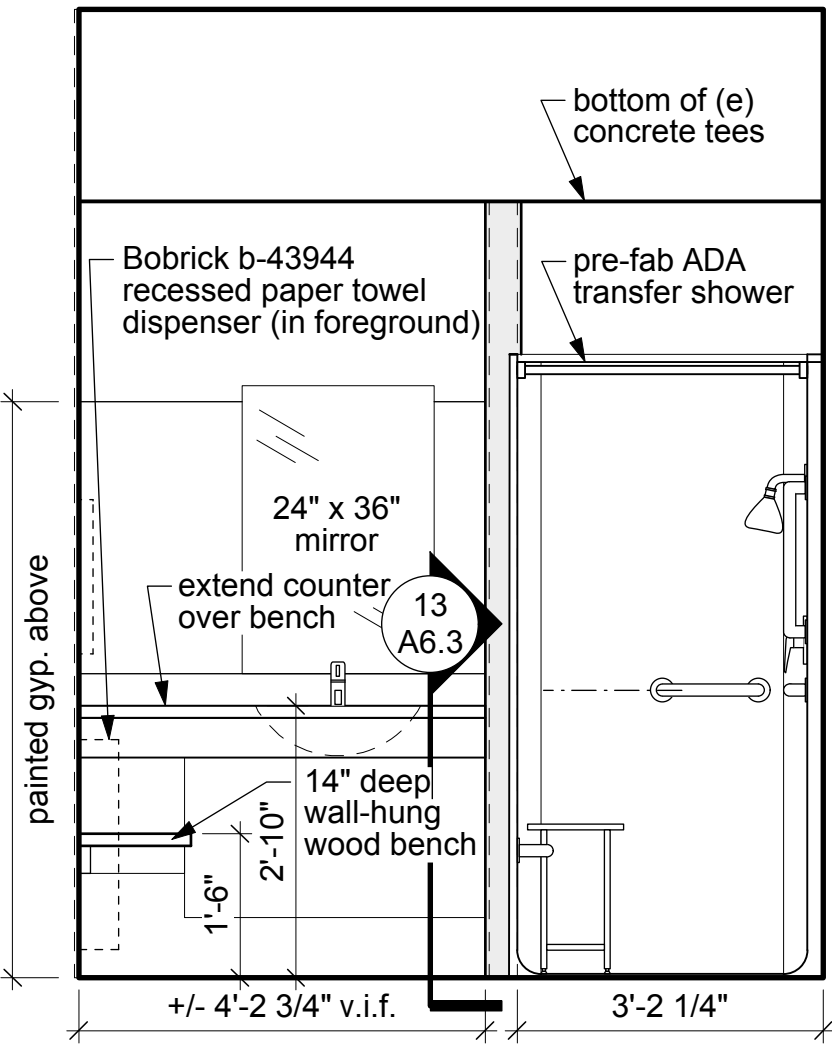 bottom of (e)
concrete tees
Bobrick b-43944
recessed paper towel
dispenser (in foreground)
pre-fab ADA
transfer shower
24" x 36"
mirror
extend counter
over bench
13
A6.3
painted gyp. above
14" deep
wall-hung
wood bench
2'-10"
1'-6"
+/- 4'-2 3/4" v.i.f.
3'-2 1/4"